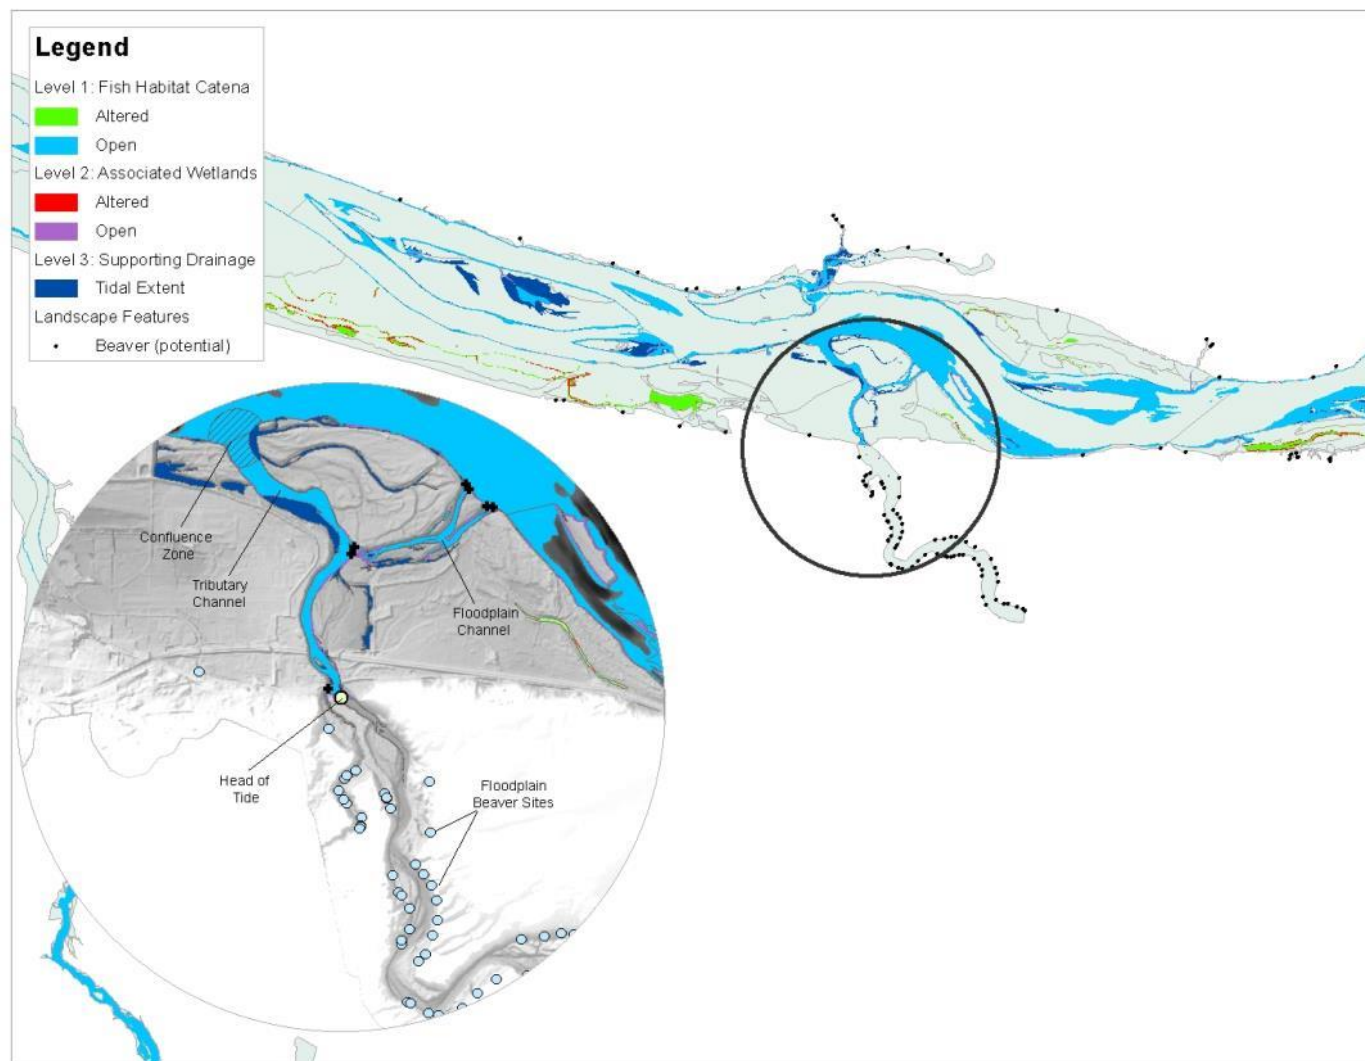 Legend
Level 1: Fish Habitat Catena
Altered
Open
Level 2: Associated Wetlands
Altered
Open
Level 3: Supporting Drainage
Tidal Extent
Landscape Features
Beaver (potential)
Confluence
Zone
Tributary
Channel
Floodplain
Channel
Head of
Tide
Floodplain
Beaver Sites